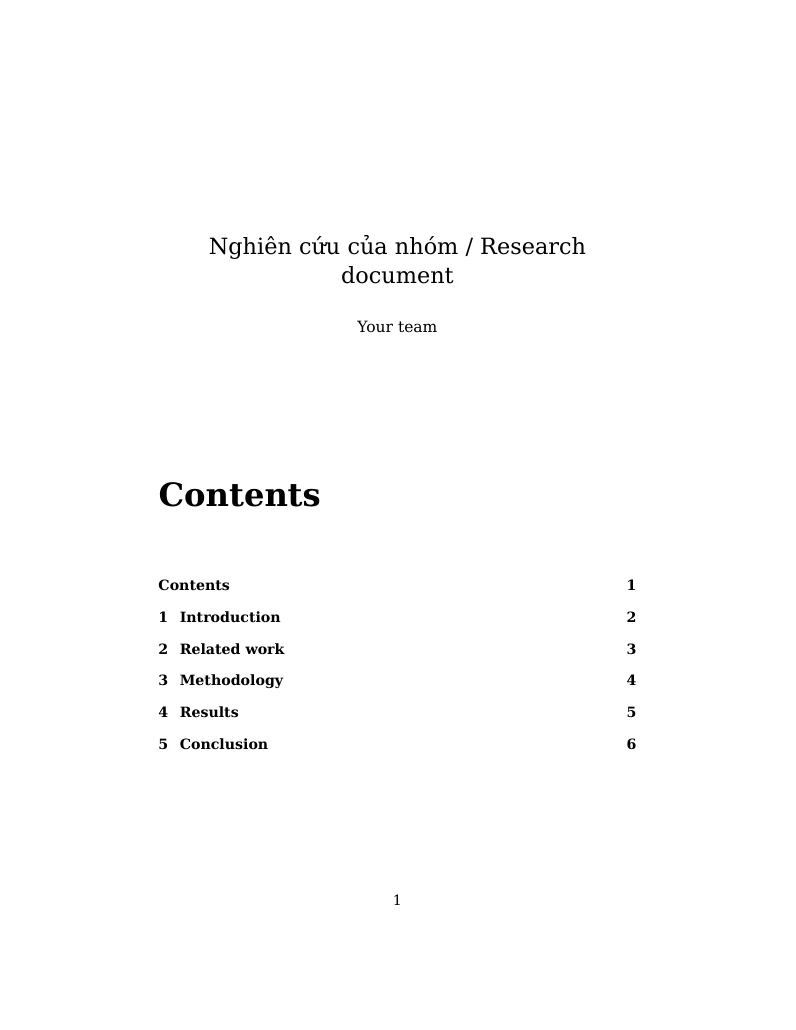 Nghiên cứu của nhóm / Research
document
Your team
Contents
Contents 1
1 Introduction 2
2 Related work 3
3 Methodology 4
4 Results 5
5 Conclusion 6
1